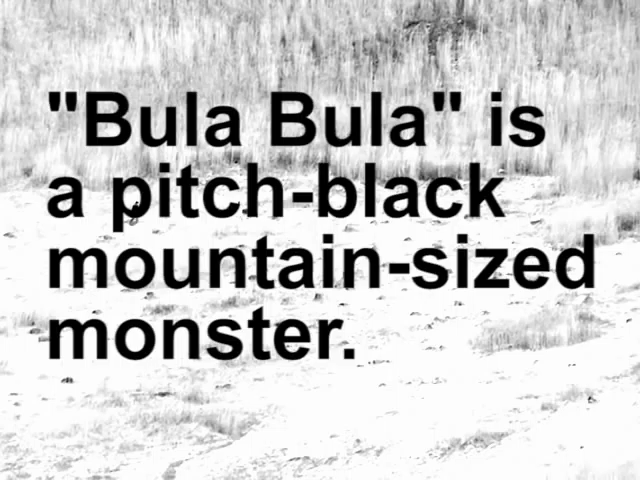 "Bula Bula" is
a pitch-black
mountain-sized
monster.